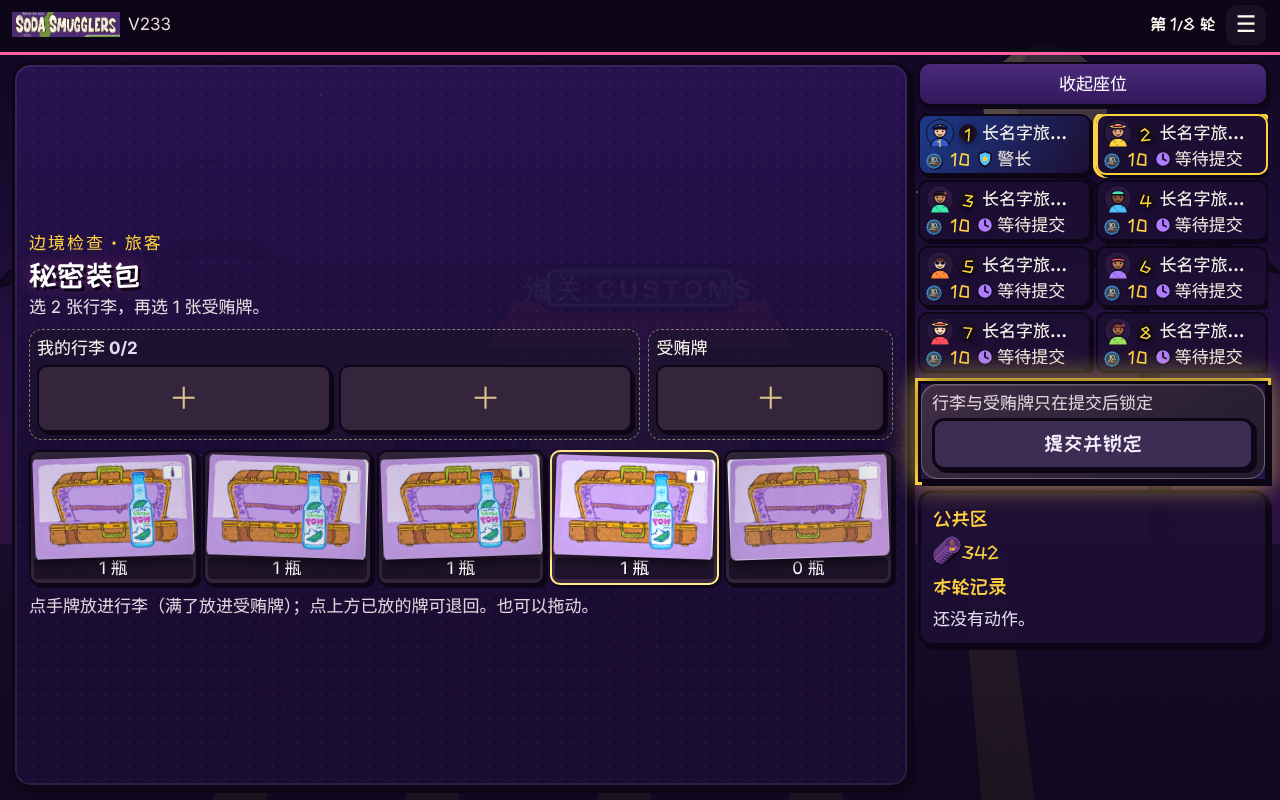 SODA SMUGGLERS V233
第 1/8 轮 ☰
收起座位
1 长名字旅...
10 警长
2 长名字旅...
10 等待提交
3 长名字旅...
10 等待提交
4 长名字旅...
10 等待提交
5 长名字旅...
10 等待提交
6 长名字旅...
10 等待提交
7 长名字旅...
10 等待提交
8 长名字旅...
10 等待提交
边境检查·旅客
秘密装包
选 2 张行李，再选 1 张受贿牌。
海关 CUSTOMS
我的行李 0/2
受贿牌
+ + +
1 瓶
1 瓶
1 瓶
1 瓶
0 瓶
点手牌放进行李（满了放进受贿牌）；点上方已放的牌可退回。也可以拖动。
行李与受贿牌只在提交后锁定
提交并锁定
公共区
342
本轮记录
还没有动作。